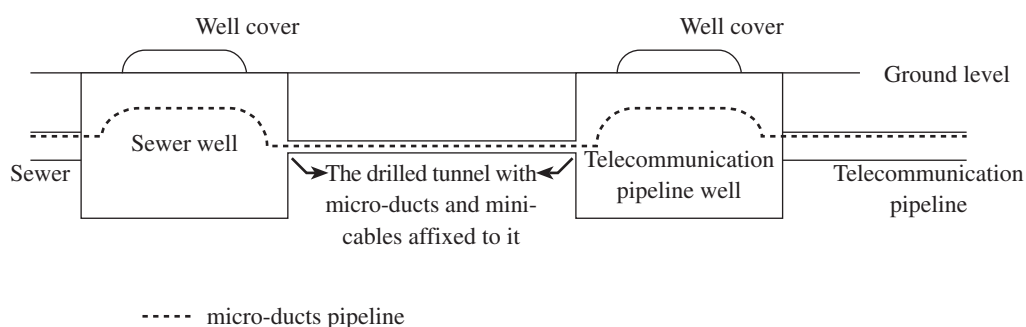 Well cover
Well cover
Ground level
Sewer well
Sewer
The drilled tunnel with
micro-ducts and mini-
cables affixed to it
Telecommunication
pipeline well
Telecommunication
pipeline
micro-ducts pipeline